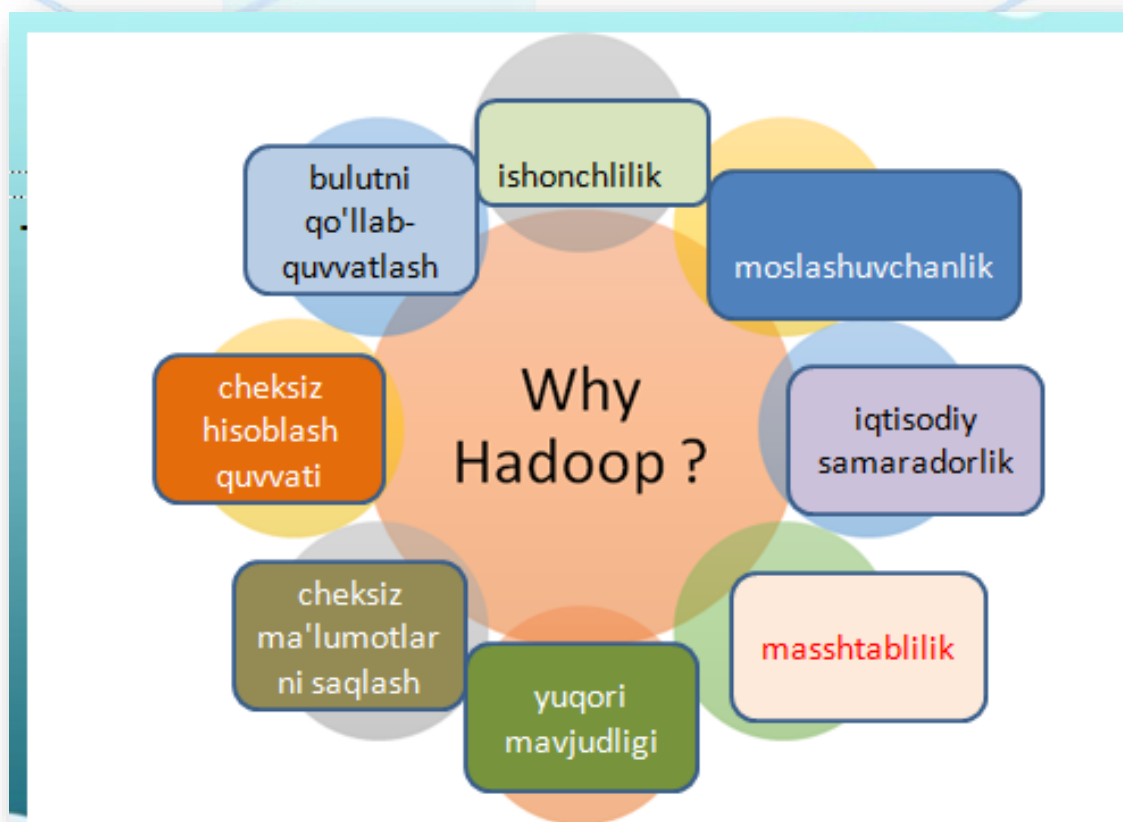 ishonchlilik
moslashuvchanlik
iqtisodiy
samaradorlik
masshtablilik
yuqori
mavjudligi
cheksiz
ma'lumotlar
ni saqlash
cheksiz
hisoblash
quvvati
bulutni
qo'llab-
quvvatlash
Why
Hadoop ?